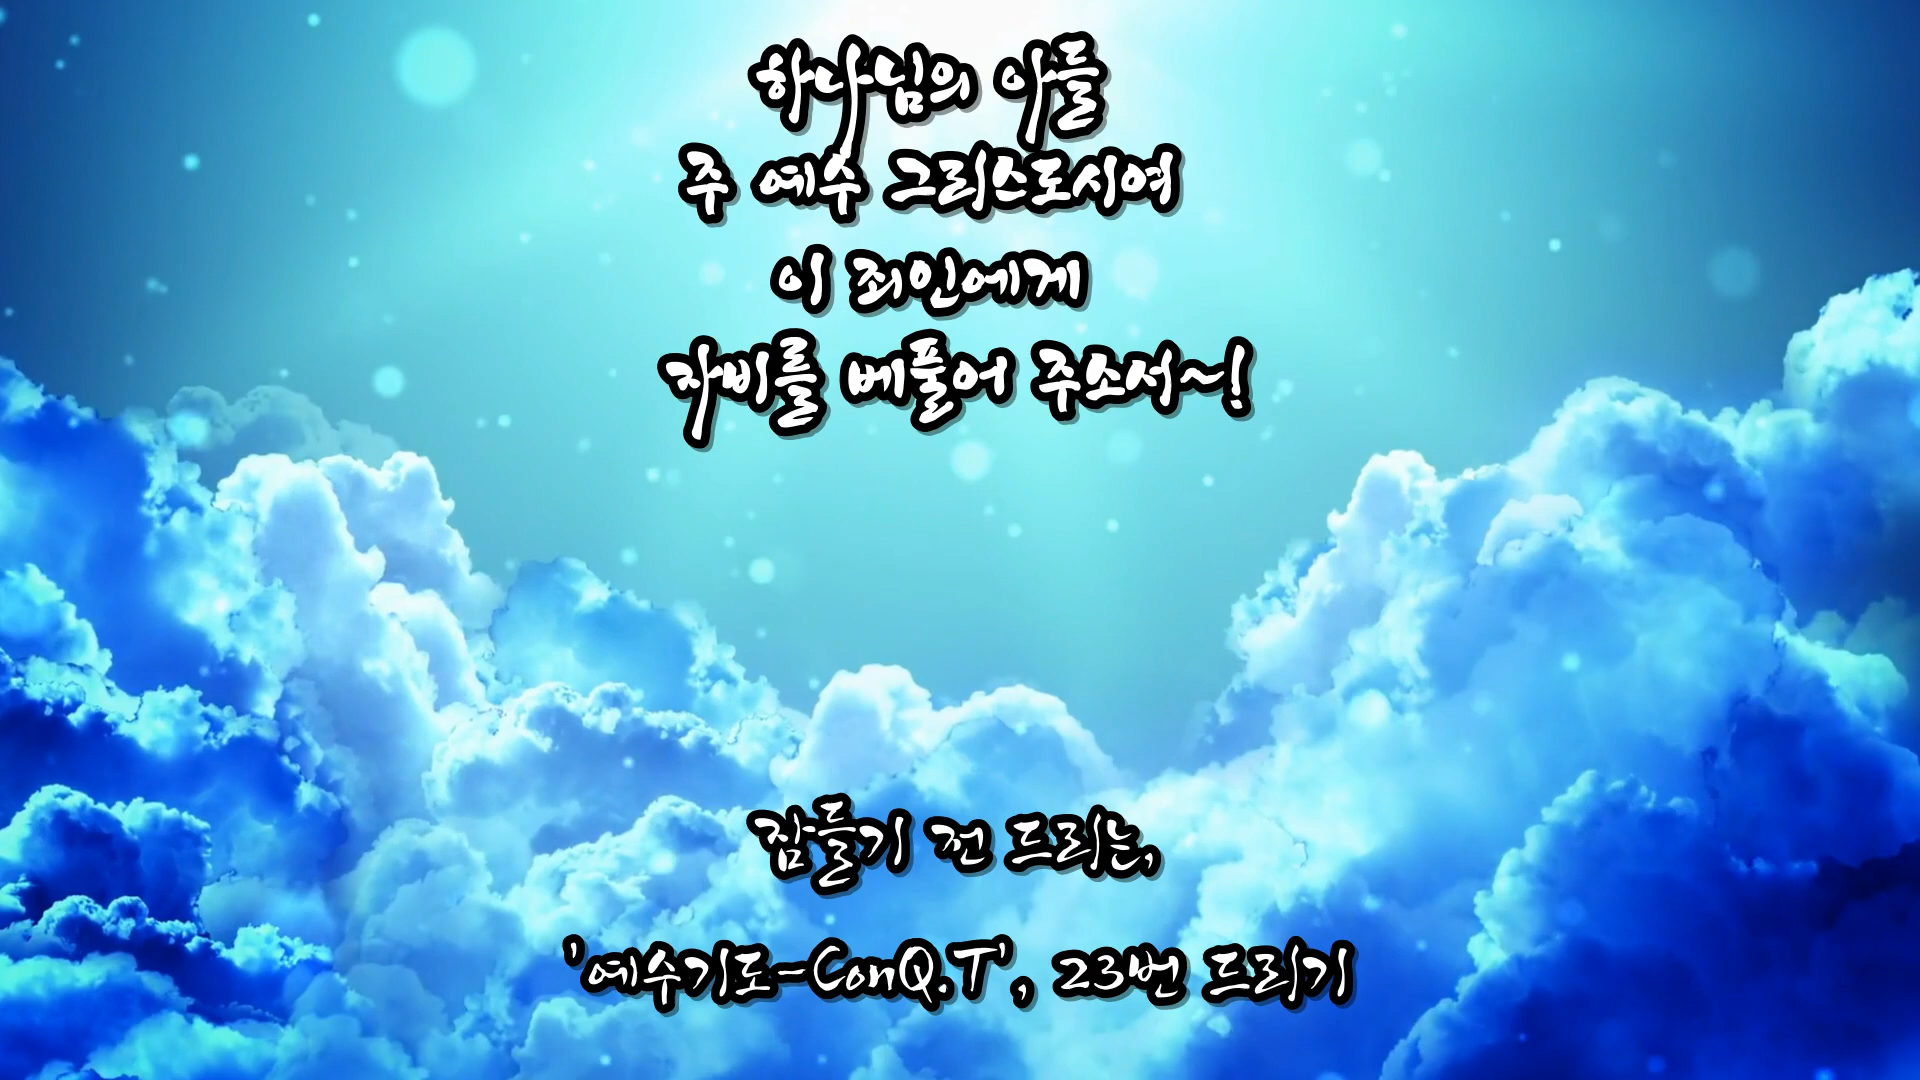 하나님의 아들
주 예수 그리스도시여
이 죄인에게
자비를 베풀어 주소서~!
잠들기 전 드리는,
'예수기도-ConQ.T', 23번 드리기